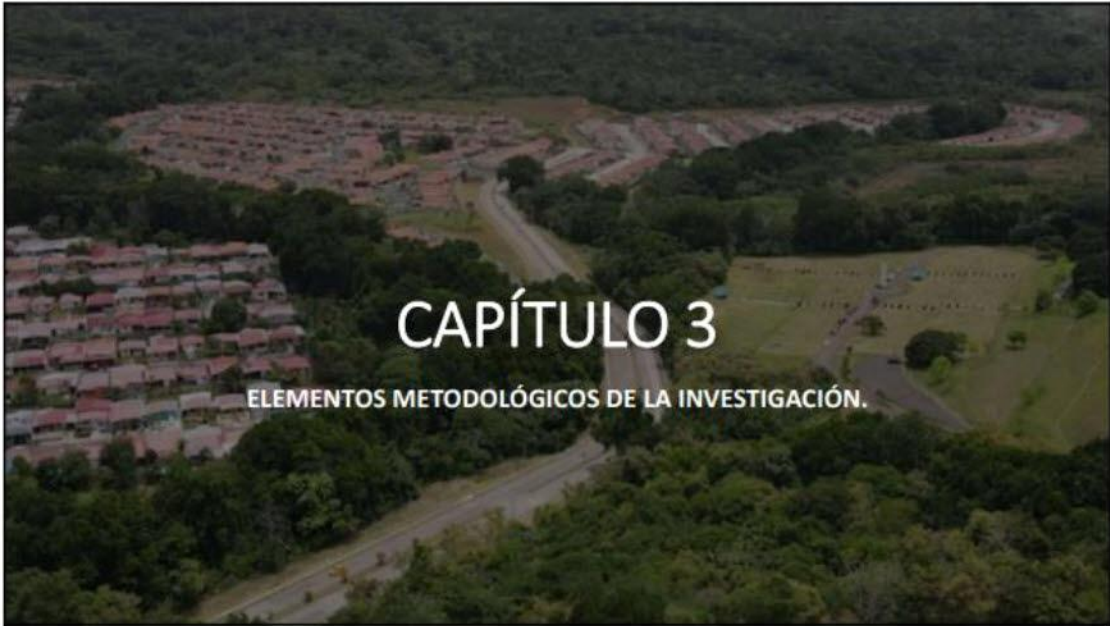 CAPÍTULO 3
ELEMENTOS METODOLÓGICOS DE LA INVESTIGACIÓN.